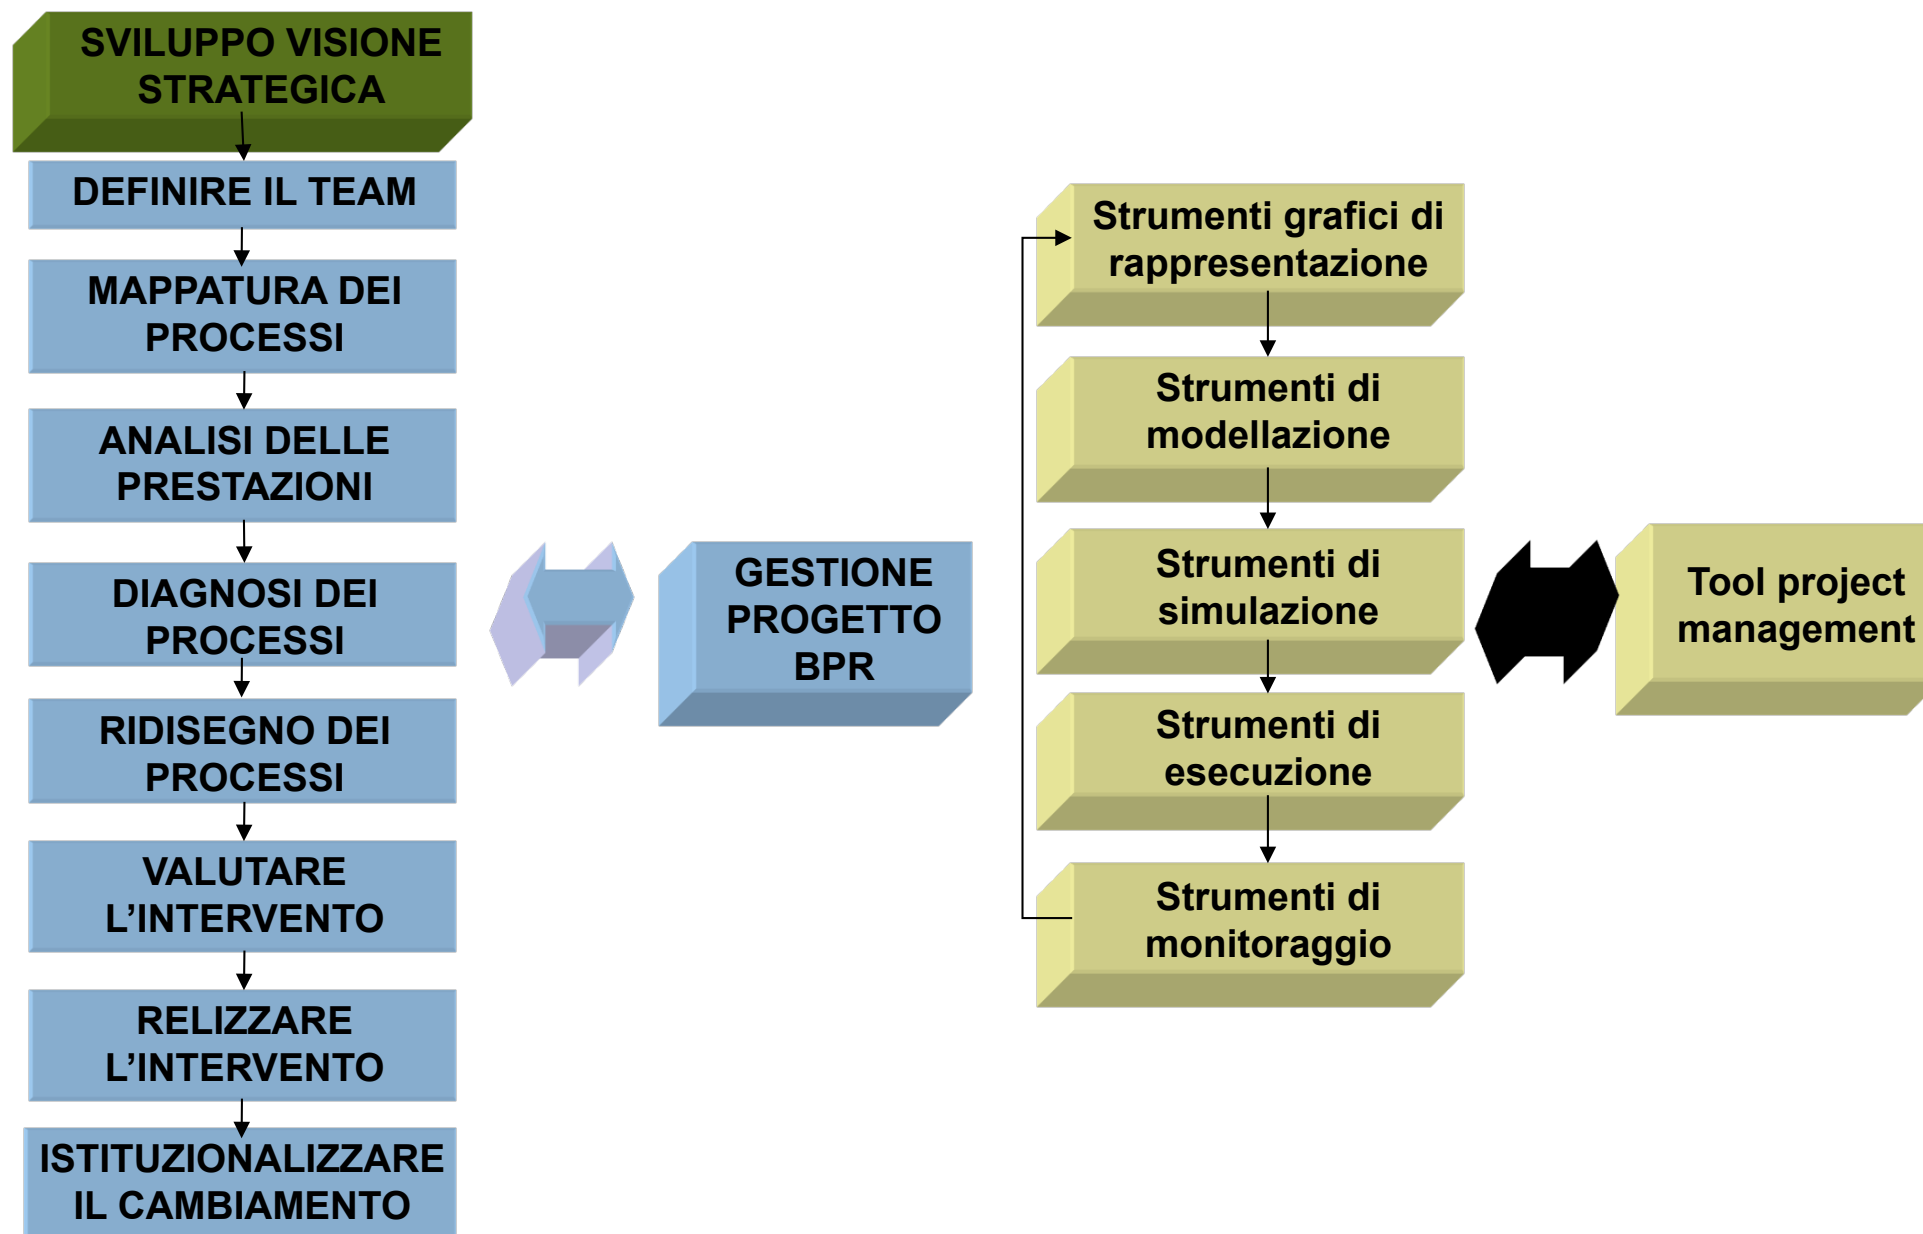 SVILUPPO VISIONE
STRATEGICA
DEFINIRE IL TEAM
MAPPATURA DEI
PROCESSI
ANALISI DELLE
PRESTAZIONI
DIAGNOSI DEI
PROCESSI
RIDISEGNO DEI
PROCESSI
VALUTARE
L’INTERVENTO
RELIZZARE
L’INTERVENTO
ISTITUZIONALIZZARE
IL CAMBIAMENTO
GESTIONE
PROGETTO
BPR
Strumenti grafici di
rappresentazione
Strumenti di
modellazione
Strumenti di
simulazione
Strumenti di
esecuzione
Strumenti di
monitoraggio
Tool project
management